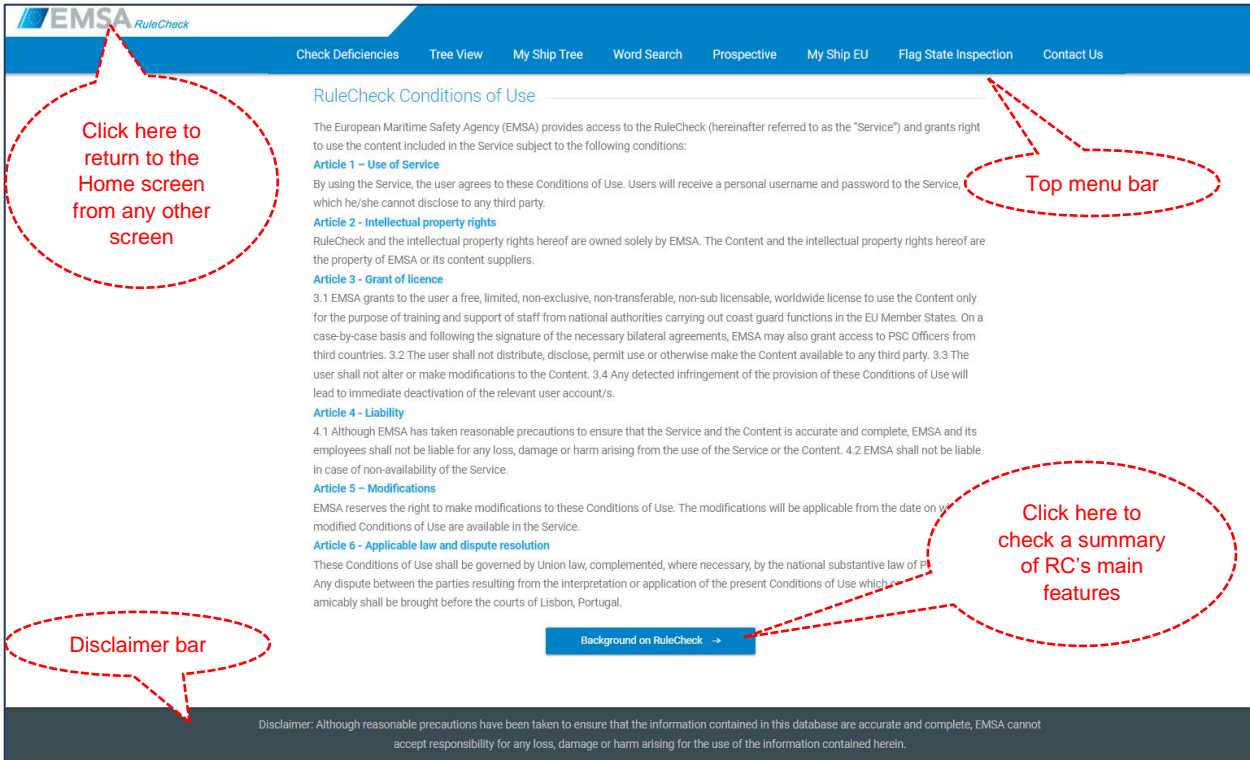 EMSA RuleCheck
Check Deficiencies Tree View My Ship Tree Word Search Prospective My Ship EU Flag State Inspection Contact Us
RuleCheck Conditions of Use
Click here to
return to the
Home screen
from any other
screen
The European Maritime Safety Agency (EMSA) provides access to the RuleCheck (hereinafter referred to as the “Service”) and grants right
to use the content included in the Service subject to the following conditions:
Article 1 – Use of Service
By using the Service, the user agrees to these Conditions of Use. Users will receive a personal username and password to the Service,
which he/she cannot disclose to any third party.
Top menu bar
Article 2 - Intellectual property rights
RuleCheck and the intellectual property rights hereof are owned solely by EMSA. The Content and the intellectual property rights hereof are
the property of EMSA or its content suppliers.
Article 3 - Grant of licence
3.1 EMSA grants to the user a free, limited, non-exclusive, non-transferable, non-sub licensable, worldwide license to use the Content only
for the purpose of training and support of staff from national authorities carrying out coast guard functions in the EU Member States. On a
case-by-case basis and following the signature of the necessary bilateral agreements, EMSA may also grant access to PSC Officers from
third countries. 3.2 The user shall not distribute, disclose, permit use or otherwise make the Content available to any third party. 3.3 The
user shall not alter or make modifications to the Content. 3.4 Any detected infringement of the provision of these Conditions of Use will
lead to immediate deactivation of the relevant user account/s.
Article 4 - Liability
4.1 Although EMSA has taken reasonable precautions to ensure that the Service and the Content is accurate and complete, EMSA and its
employees shall not be liable for any loss, damage or harm arising from the use of the Service or the Content. 4.2 EMSA shall not be liable
in case of non-availability of the Service.
Article 5 – Modifications
EMSA reserves the right to make modifications to these Conditions of Use. The modifications will be applicable from the date on
modified Conditions of Use are available in the Service.
Article 6 - Applicable law and dispute resolution
These Conditions of Use shall be governed by Union law, complemented, where necessary, by the national substantive law of
Any dispute between the parties resulting from the interpretation or application of the present Conditions of Use
amicably shall be brought before the courts of Lisbon, Portugal.
Click here to
check a summary
of RC’s main
features
Background on RuleCheck →
Disclaimer bar
Disclaimer: Although reasonable precautions have been taken to ensure that the information contained in this database are accurate and complete, EMSA cannot
accept responsibility for any loss, damage or harm arising for the use of the information contained herein.